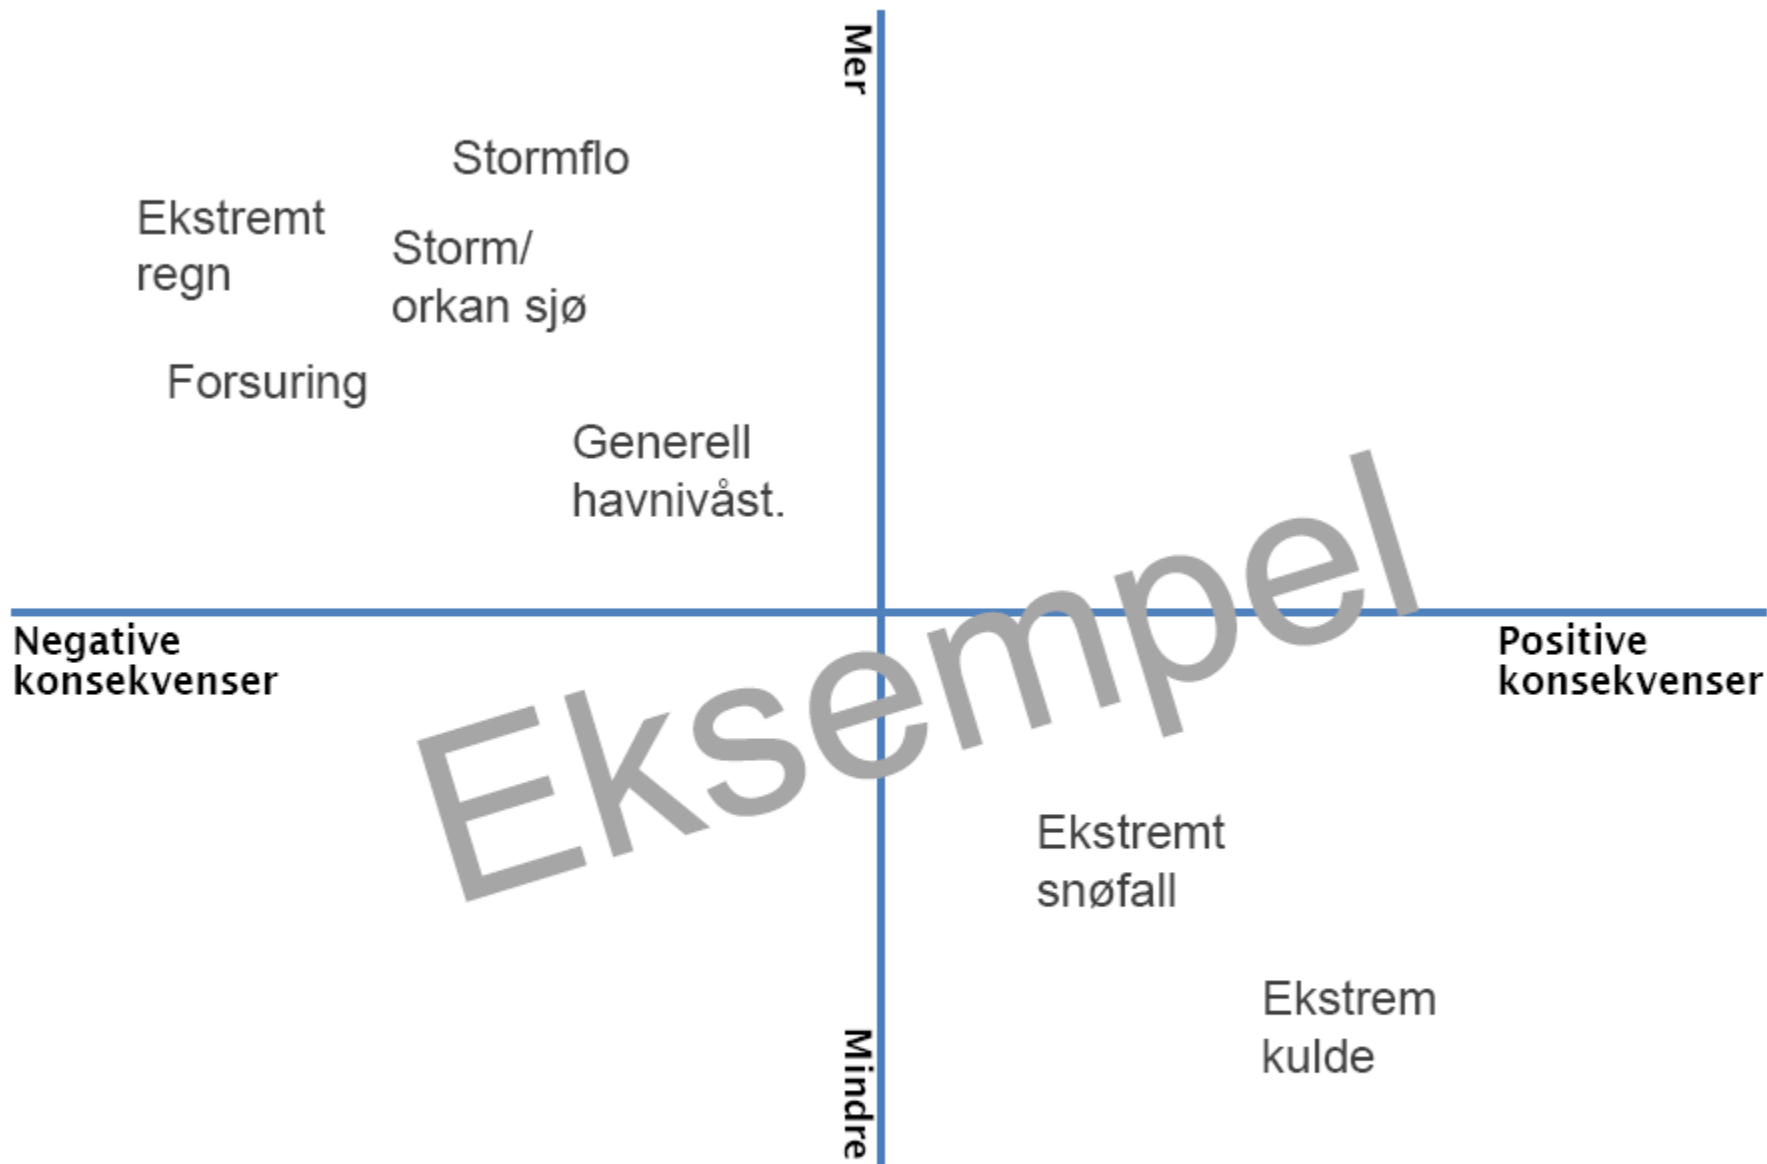 Mer
Stormflo
Ekstremt
regn
Storm/
orkan sjø
Forsuring
Generell
havnivåst.
Negative
konsekvenser
Positive
konsekvenser
Eksempel
Ekstremt
snøfall
Ekstrem
kulde
Mindre